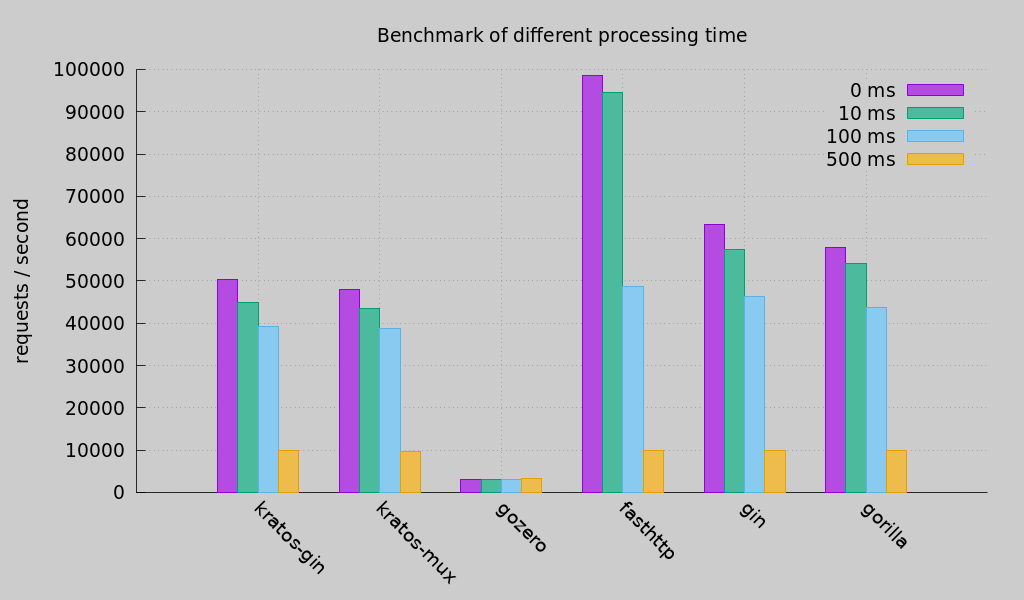 Benchmark of different processing time
requests / second
100000
90000
80000
70000
60000
50000
40000
30000
20000
10000
0
0 ms
10 ms
100 ms
500 ms
kratos-gin
kratos-mux
gozero
fasthttp
gin
gorilla